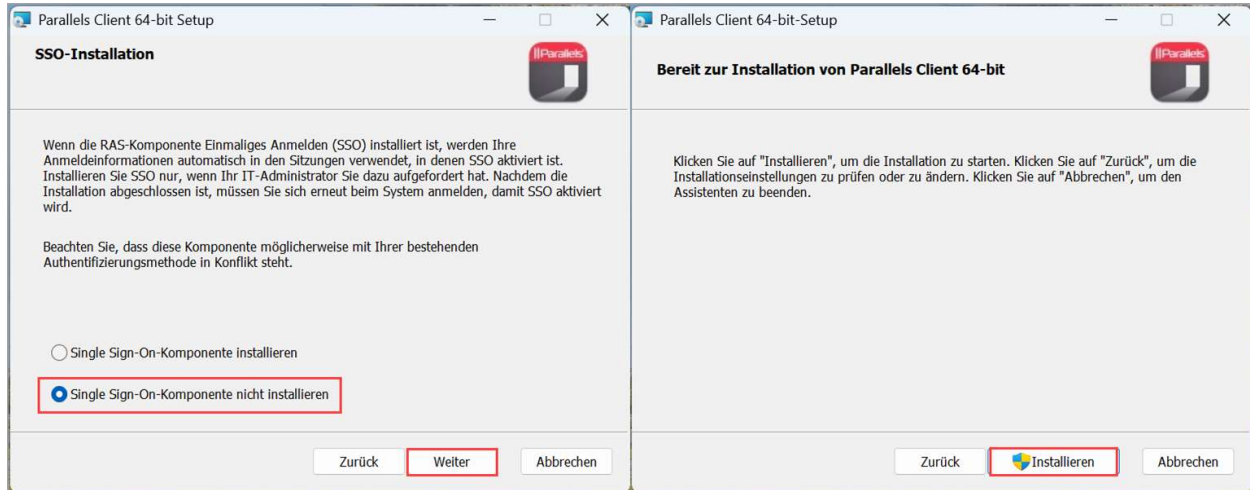 Parallels Client 64-bit Setup
SSO-Installation
||Parallels
Wenn die RAS-Komponente Einmaliges Anmelden (SSO) installiert ist, werden Ihre
Anmeldeinformationen automatisch in den Sitzungen verwendet, in denen SSO aktiviert ist.
Installieren Sie SSO nur, wenn Ihr IT-Administrator Sie dazu aufgefordert hat. Nachdem die
Installation abgeschlossen ist, müssen Sie sich erneut beim System anmelden, damit SSO aktiviert
wird.
Beachten Sie, dass diese Komponente möglicherweise mit Ihrer bestehenden
Authentifizierungsmethode in Konflikt steht.
Single Sign-On-Komponente installieren
Single Sign-On-Komponente nicht installieren
Zurück Weiter Abbrechen
Parallels Client 64-bit-Setup
Bereit zur Installation von Parallels Client 64-bit
||Parallels
Klicken Sie auf "Installieren", um die Installation zu starten. Klicken Sie auf "Zurück", um die
Installationseinstellungen zu prüfen oder zu ändern. Klicken Sie auf "Abbrechen", um den
Assistenten zu beenden.
Zurück Installieren Abbrechen